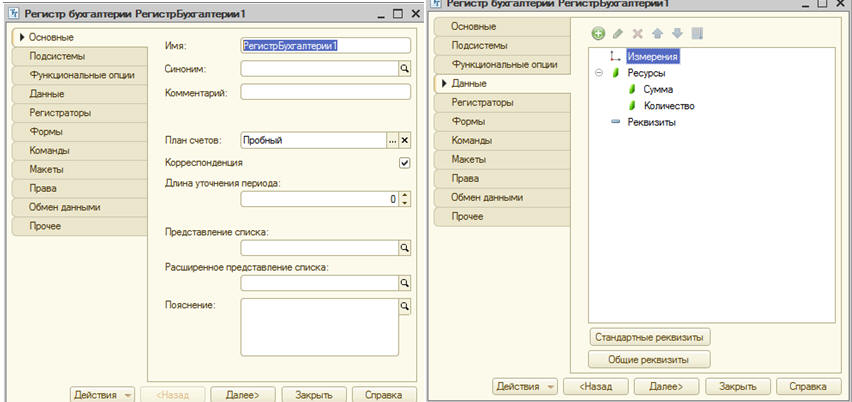 Регистр бухгалтерии РегистрБухгалтерии1
Основные
Подсистемы
Функциональные опции
Данные
Регистраторы
Формы
Команды
Макеты
Права
Обмен данными
Прочее
Имя: РегистрБухгалтерии1
Синоним:
Комментарий:
План счетов: Пробный ...
Корреспонденция
Длина уточнения периода:
0
Представление списка:
Расширенное представление списка:
Пояснение:
Действия <Назад Далее> Закрыть Справка
Регистр бухгалтерии РегистрБухгалтерии1
Основные
Подсистемы
Функциональные опции
Данные
Регистраторы
Формы
Команды
Макеты
Права
Обмен данными
Прочее
Измерения
Ресурсы
Сумма
Количество
Реквизиты
Стандартные реквизиты
Общие реквизиты
Действия <Назад Далее> Закрыть Справка